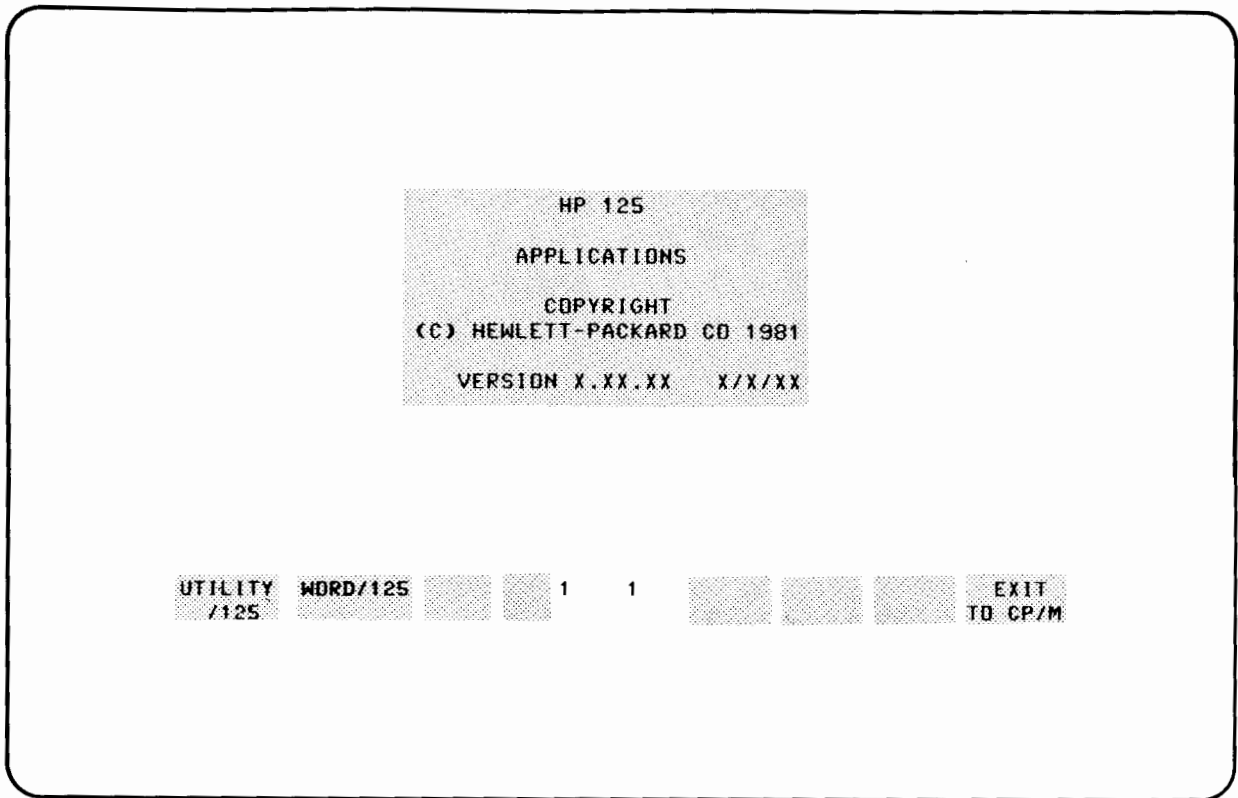 HP 125
APPLICATIONS
COPYRIGHT
(C) HEWLETT-PACKARD CO 1981
VERSION X.XX.XX X/X/XX
UTILITY
/125
WORD/125
1 1
EXIT
TO CP/M